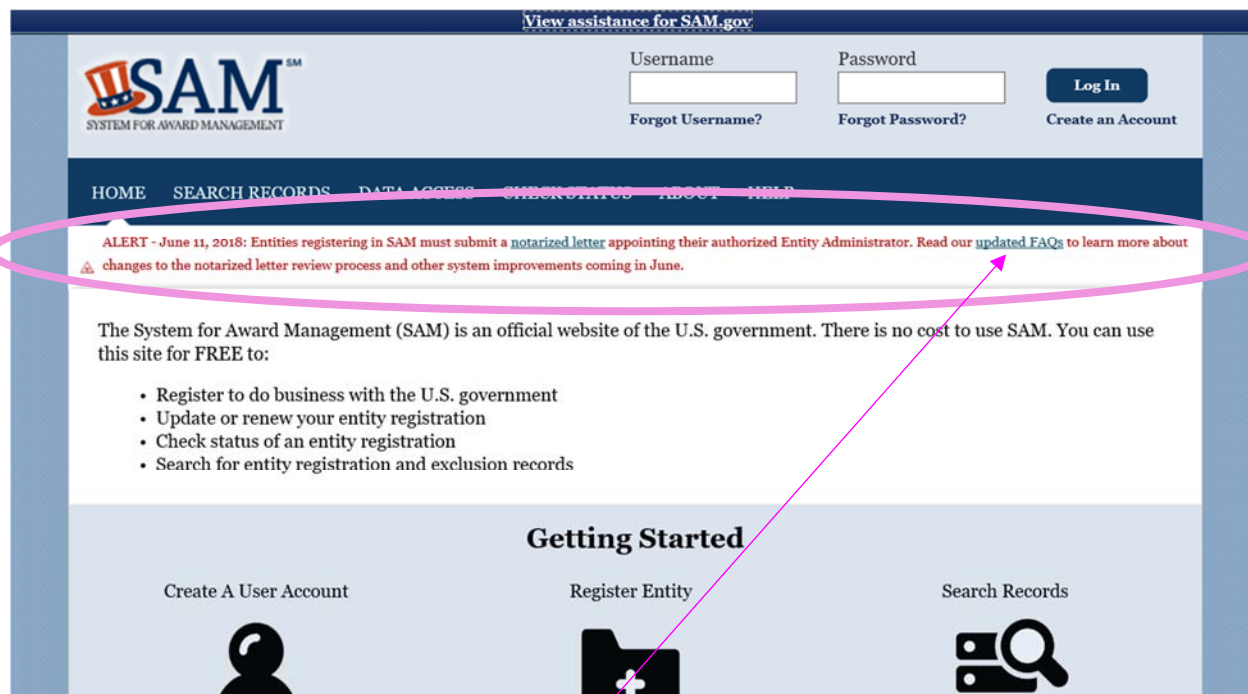 View assistance for SAM.gov
Username
Password
SAM SM
SYSTEM FOR AWARD MANAGEMENT
Log In
Forgot Username?
Forgot Password?
Create an Account
HOME SEARCH RECORDS DATA ACCESS CHECK STATUS ABOUT HELP
ALERT - June 11, 2018: Entities registering in SAM must submit a notarized letter appointing their authorized Entity Administrator. Read our updated FAQs to learn more about
changes to the notarized letter review process and other system improvements coming in June.
The System for Award Management (SAM) is an official website of the U.S. government. There is no cost to use SAM. You can use
this site for FREE to:
• Register to do business with the U.S. government
• Update or renew your entity registration
• Check status of an entity registration
• Search for entity registration and exclusion records
Getting Started
Create A User Account
Register Entity
Search Records